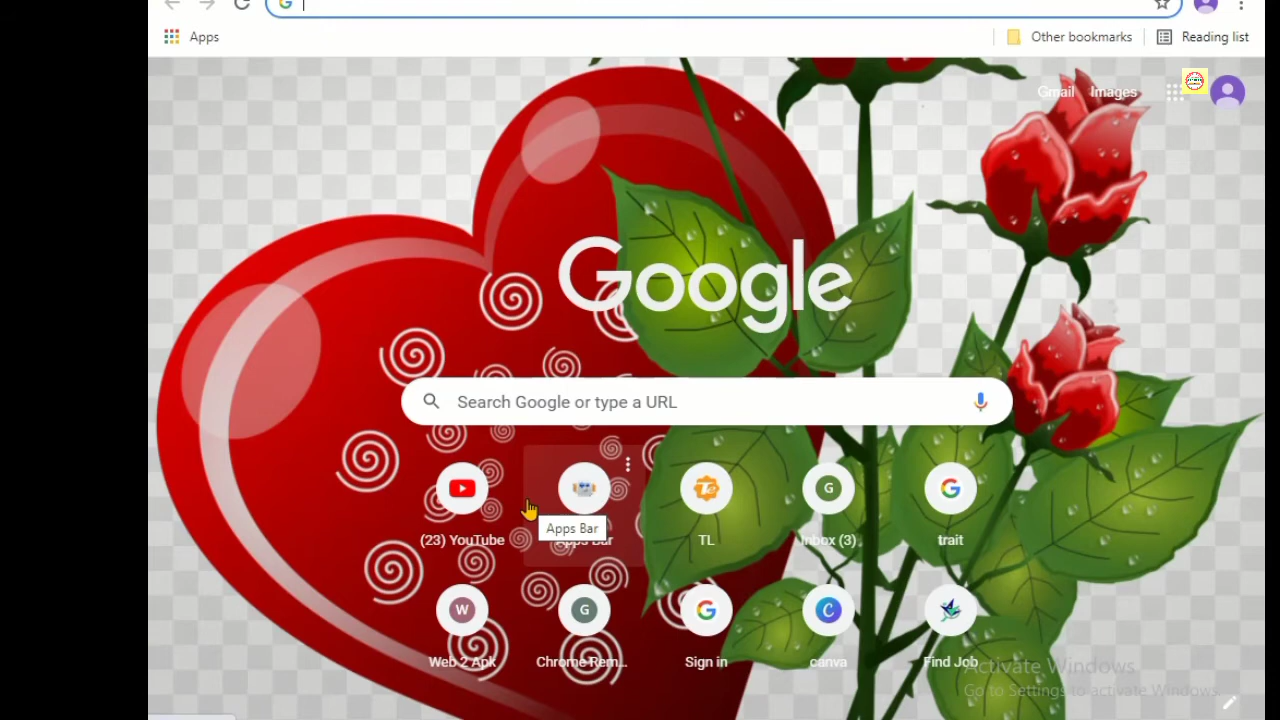 Apps
Other bookmarks
Reading list
Gmail
Images
Google
Search Google or type a URL
Apps Bar
(23) YouTube
Apps Bar
TL
Inbox (3)
trait
Web 2 Apk
Chrome Rem...
Sign in
canva
Find Job
Activate Windows
Go to Settings to activate Windows.